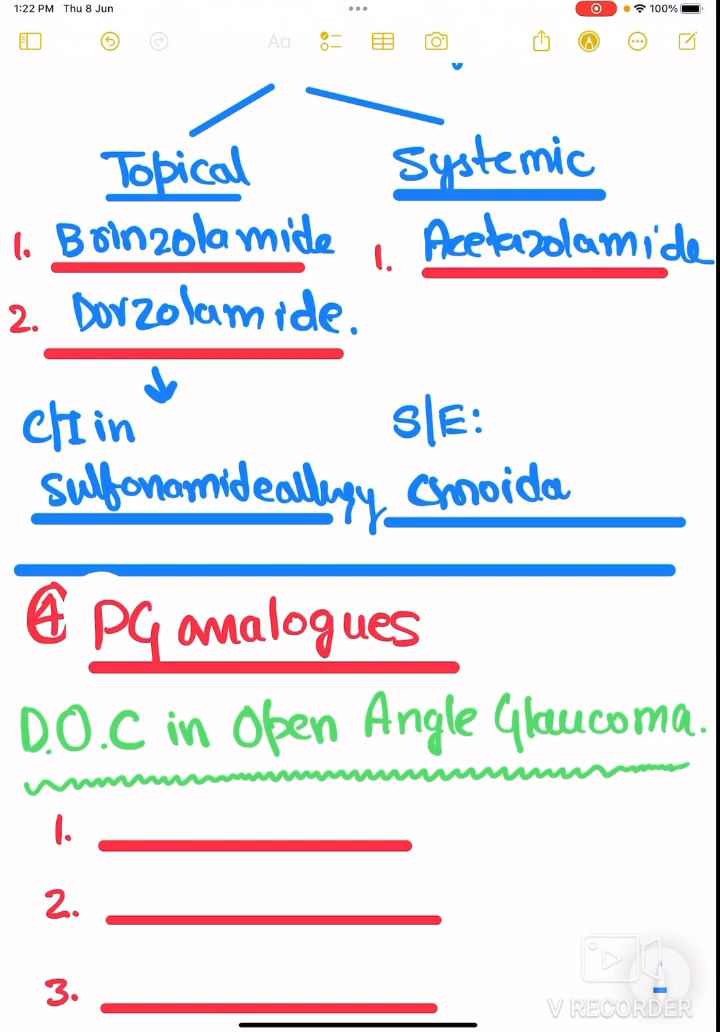 1:22 PM Thu 8 Jun
100%
Aa
Topical
Systemic
1. Brinzolamide
1. Acetazolamide
2. Dorzolamide.
C/I in
S/E:
Sulfonamide allergy
4 PG analogues
D.O.C in Open Angle Glaucoma.
1.
2.
3.
V RECORDER